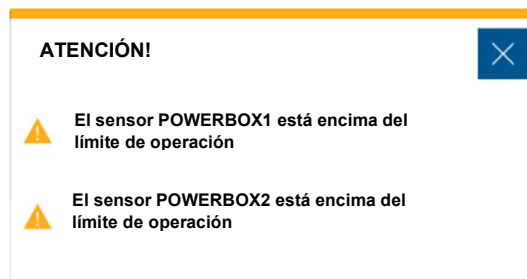 ATENCIÓN!
El sensor POWERBOX1 está encima del
límite de operación
El sensor POWERBOX2 está encima del
límite de operación